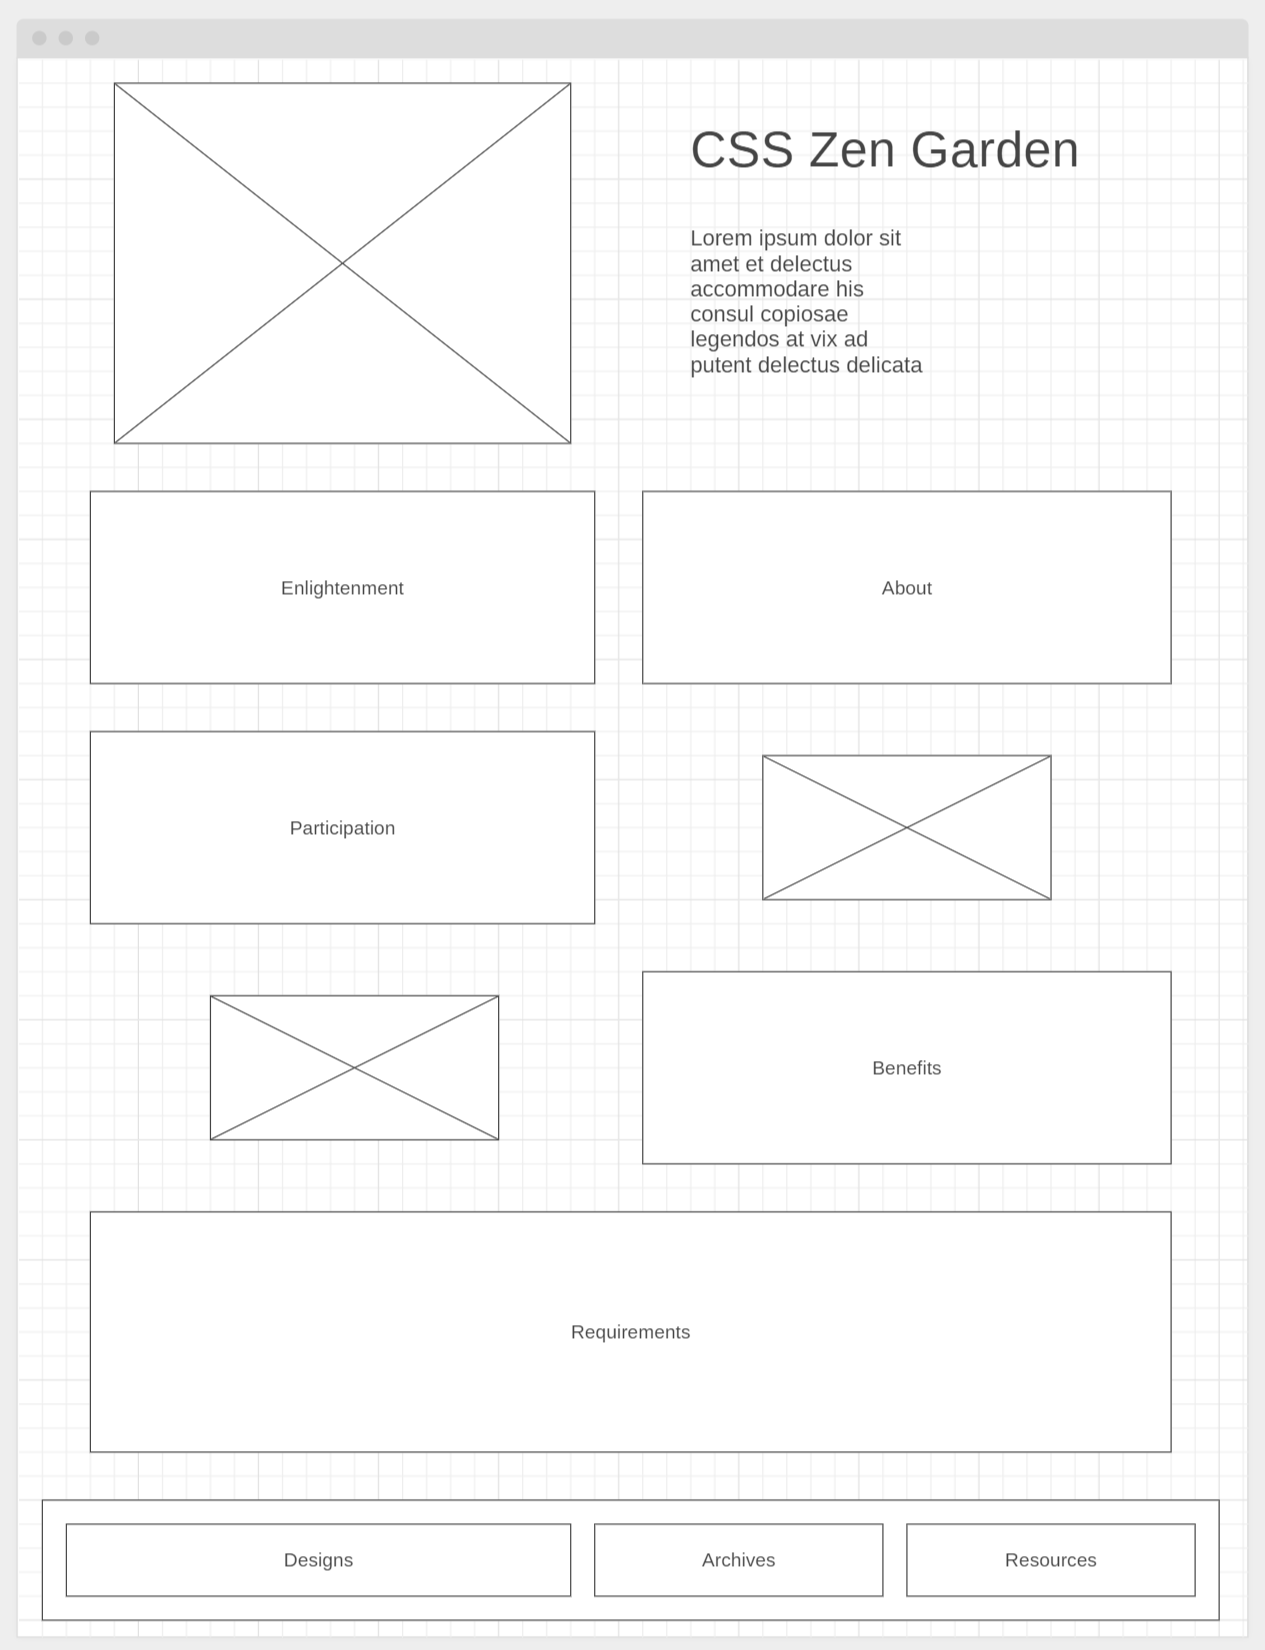 CSS Zen Garden
Lorem ipsum dolor sit
amet et delectus
accommodare his
consul copiosae
legendos at vix ad
putent delectus delicata
Enlightenment
About
Participation
Benefits
Requirements
Designs
Archives
Resources